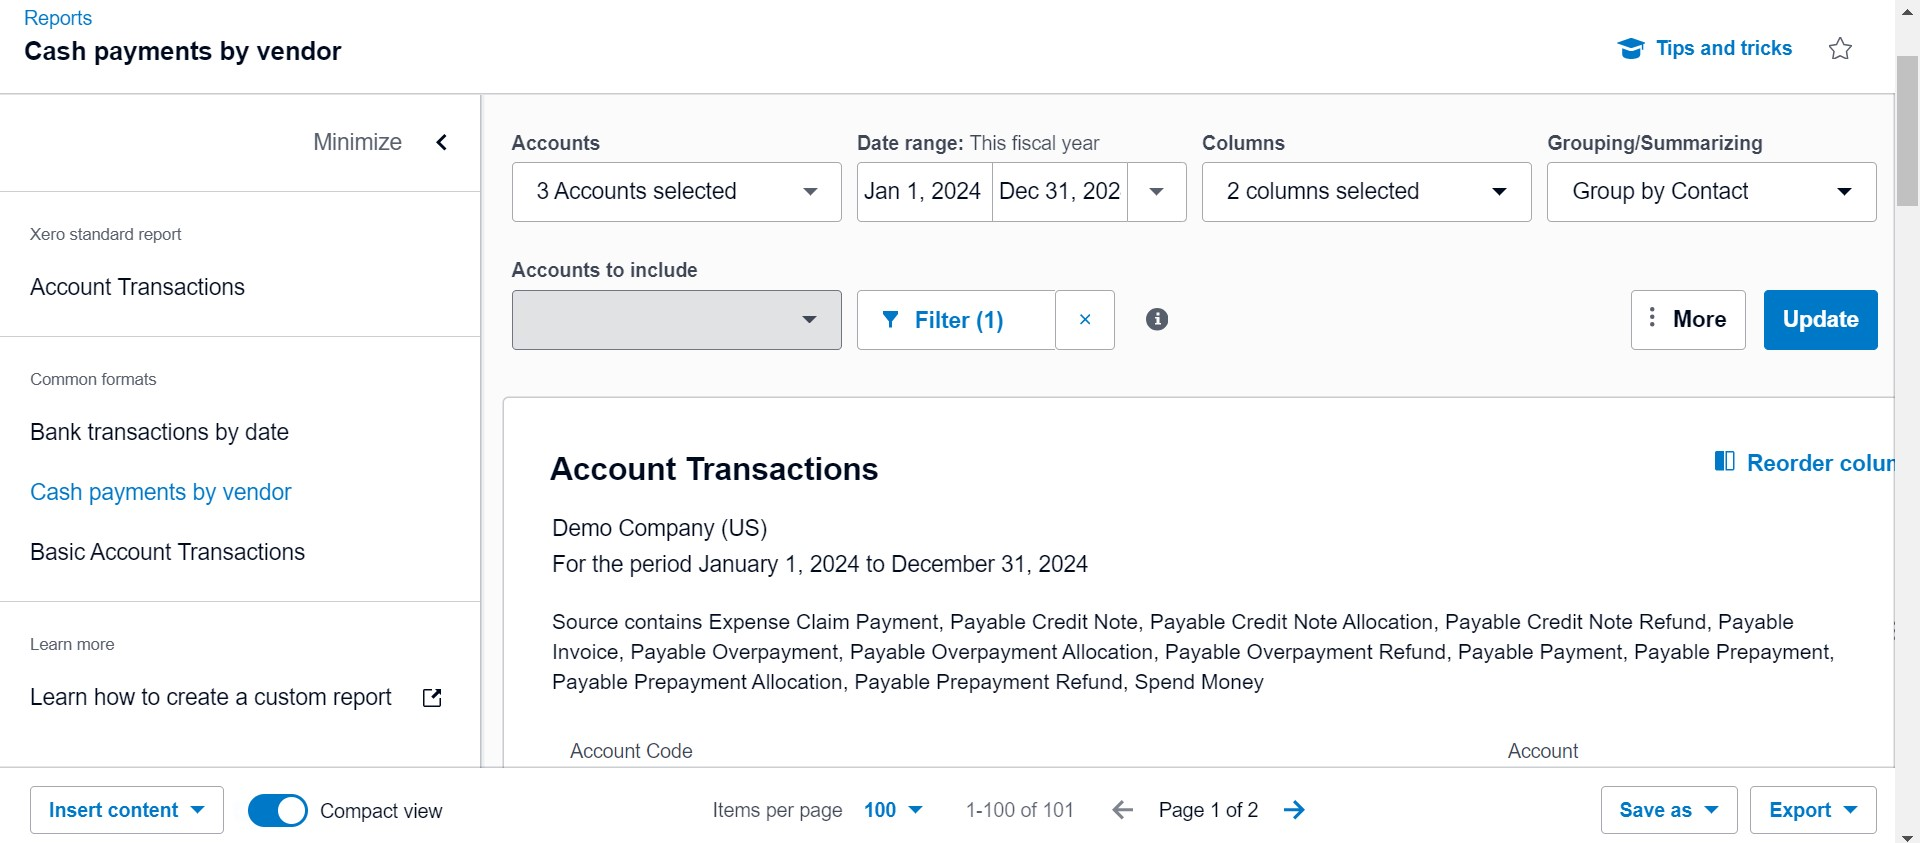 Reports
Cash payments by vendor
Tips and tricks
Minimize
Xero standard report
Account Transactions
Common formats
Bank transactions by date
Cash payments by vendor
Basic Account Transactions
Learn more
Learn how to create a custom report
Accounts
3 Accounts selected
Date range: This fiscal year
Jan 1, 2024
Dec 31, 202
Columns
2 columns selected
Grouping/Summarizing
Group by Contact
Accounts to include
Filter (1)
More
Update
Account Transactions
Reorder colum
Demo Company (US)
For the period January 1, 2024 to December 31, 2024
Source contains Expense Claim Payment, Payable Credit Note, Payable Credit Note Allocation, Payable Credit Note Refund, Payable
Invoice, Payable Overpayment, Payable Overpayment Allocation, Payable Overpayment Refund, Payable Payment, Payable Prepayment,
Payable Prepayment Allocation, Payable Prepayment Refund, Spend Money
Account Code
Account
Insert content
Compact view
Items per page 100
1-100 of 101
Page 1 of 2
Save as
Export